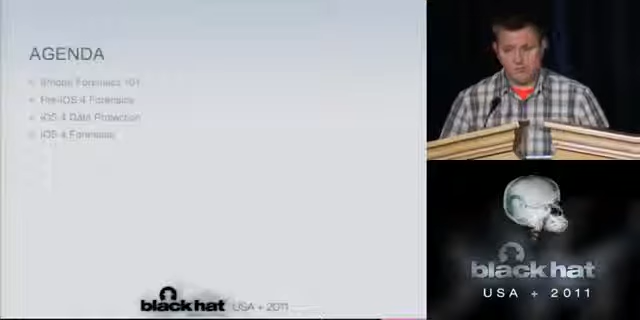 AGENDA
iPhone Forensics 101
Pre-iOS 4 Forensics
iOS 4 Data Protection
iOS 4 Forensics
black hat USA + 2011
black hat
USA + 2011